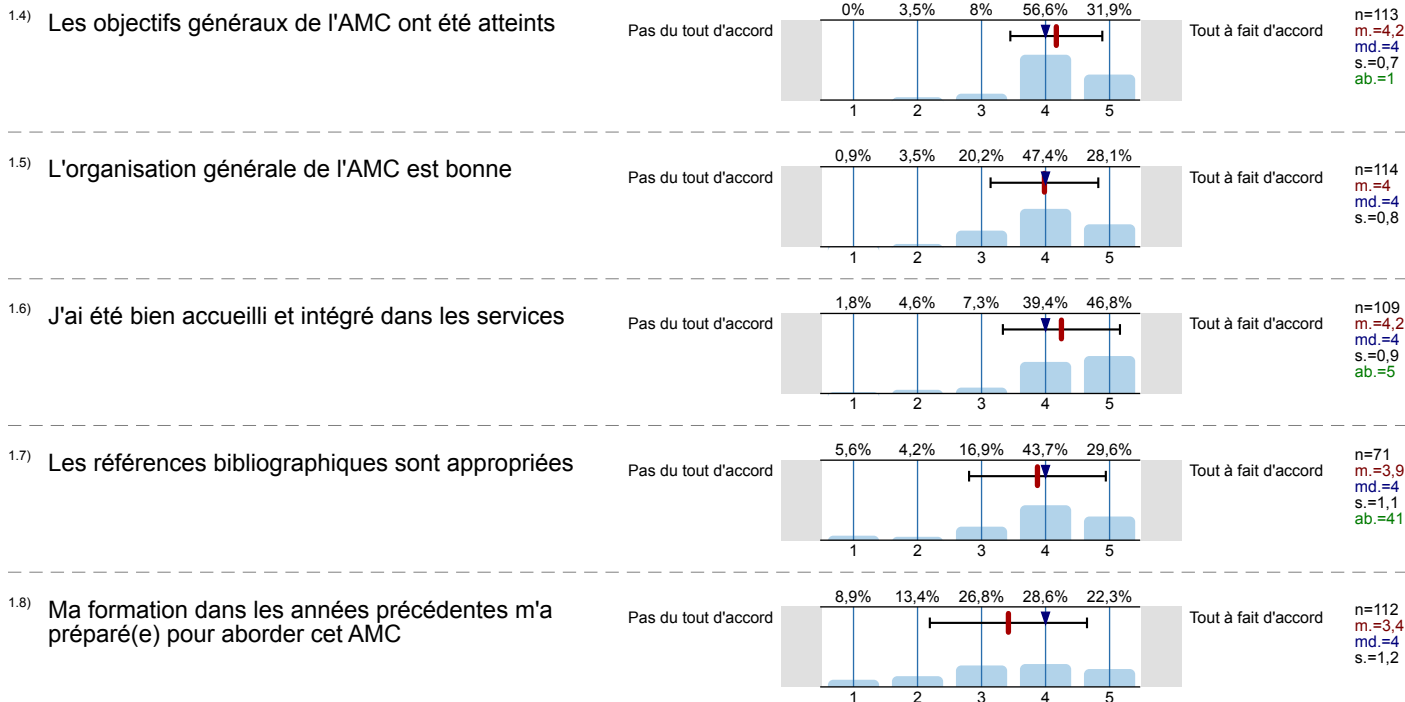 1.4) Les objectifs généraux de l'AMC ont été atteints
Pas du tout d'accord
0% 3,5% 8% 56,6% 31,9%
1 2 3 4 5
Tout à fait d'accord
n=113
m.=4,2
md.=4
s.=0,7
ab.=1
1.5) L'organisation générale de l'AMC est bonne
Pas du tout d'accord
0,9% 3,5% 20,2% 47,4% 28,1%
1 2 3 4 5
Tout à fait d'accord
n=114
m.=4
md.=4
s.=0,8
1.6) J'ai été bien accueilli et intégré dans les services
Pas du tout d'accord
1,8% 4,6% 7,3% 39,4% 46,8%
1 2 3 4 5
Tout à fait d'accord
n=109
m.=4,2
md.=4
s.=0,9
ab.=5
1.7) Les références bibliographiques sont appropriées
Pas du tout d'accord
5,6% 4,2% 16,9% 43,7% 29,6%
1 2 3 4 5
Tout à fait d'accord
n=71
m.=3,9
md.=4
s.=1,1
ab.=41
1.8) Ma formation dans les années précédentes m'a
préparé(e) pour aborder cet AMC
Pas du tout d'accord
8,9% 13,4% 26,8% 28,6% 22,3%
1 2 3 4 5
Tout à fait d'accord
n=112
m.=3,4
md.=4
s.=1,2